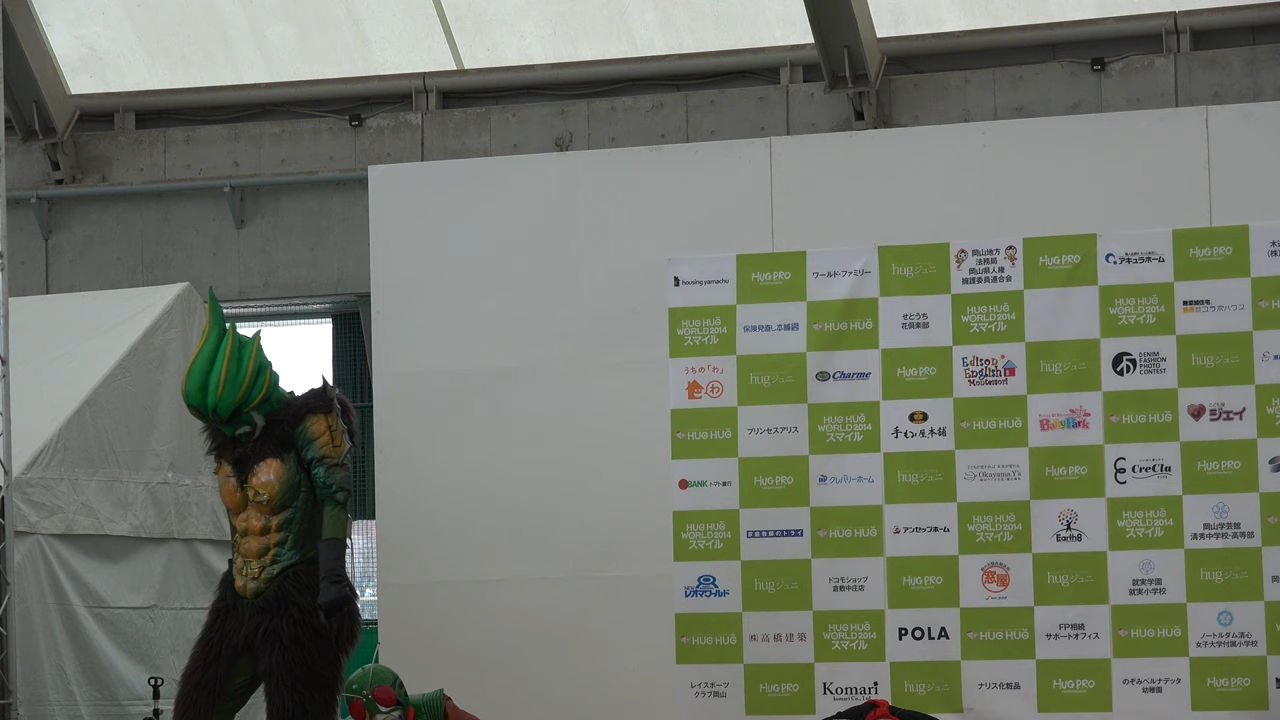 housing yamachu
HUG PRO
ワールド・ファミリー
hugジュニ
岡山地方
法務局
岡山県人権
擁護委員連合会
HUG PRO
アキュラホーム
HUG PRO
HUG HUG
WORLD 2014
スマイル
保険見直し本舗
HUG HUG
せとうち
花倶楽部
HUG HUG
WORLD 2014
スマイル
HUG HUG
WORLD 2014
スマイル
うちの「わ」
わ
hugジュニ
Charme
HUG PRO
Edison
English
Montessori
hugジュニ
DENIM
FASHION
PHOTO
CONTEST
hugジュニ
HUG HUG
プリンセスアリス
HUG HUG
WORLD 2014
スマイル
手もみ屋本舗
HUG HUG
Baby Park
HUG HUG
ジェイ
BANK トマト銀行
HUG PRO
クレバリーホーム
hugジュニ
Okayama Y's
HUG PRO
CreCla
HUG PRO
HUG HUG
WORLD 2014
スマイル
家庭教師のトライ
HUG HUG
アンセップホーム
HUG HUG
WORLD 2014
スマイル
Earth8
HUG HUG
WORLD 2014
スマイル
岡山学芸館
清秀中学校・高等部
NEW
レオマワールド
hugジュニ
ドコモショップ
倉敷中庄店
HUG PRO
窓屋
hugジュニ
就実学園
就実小学校
hugジュニ
HUG HUG
㈱高橋建築
HUG HUG
WORLD 2014
スマイル
POLA
HUG HUG
FP相続
サポートオフィス
HUG HUG
ノートルダム清心
女子大学付属小学校
レイスポーツ
クラブ岡山
HUG PRO
Komari
Komari Co., Ltd.
hugジュニ
ナリス化粧品
HUG PRO
のぞみベルナデッタ
幼稚園
HUG PRO